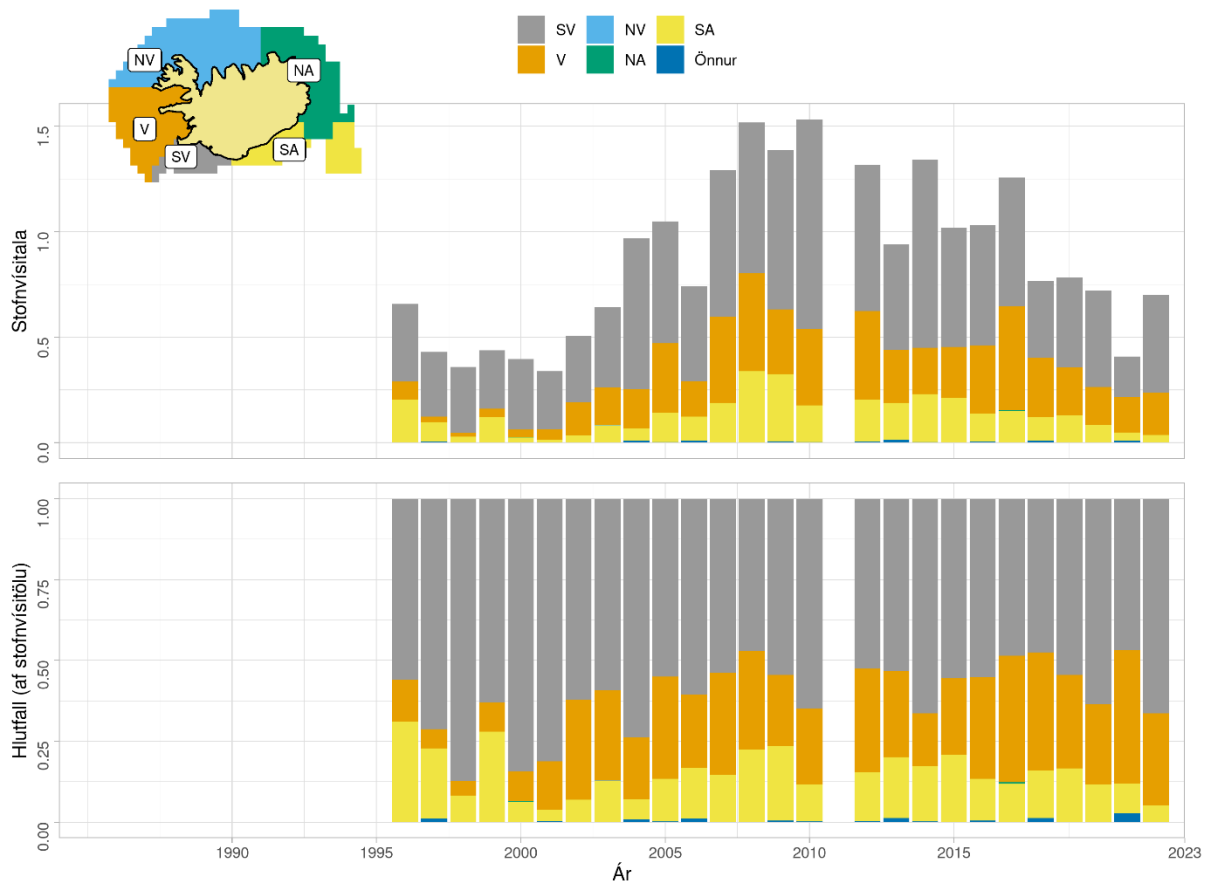 SV NV SA
V NA Önnur
NV
NA
V
SV
SA
Stofnvísitala
1.5
1.0
0.5
0.0
Hlutfall (af stofnvísitölu)
1.00
0.75
0.50
0.25
0.00
1990 1995 2000 2005 2010 2015 2023
Ár